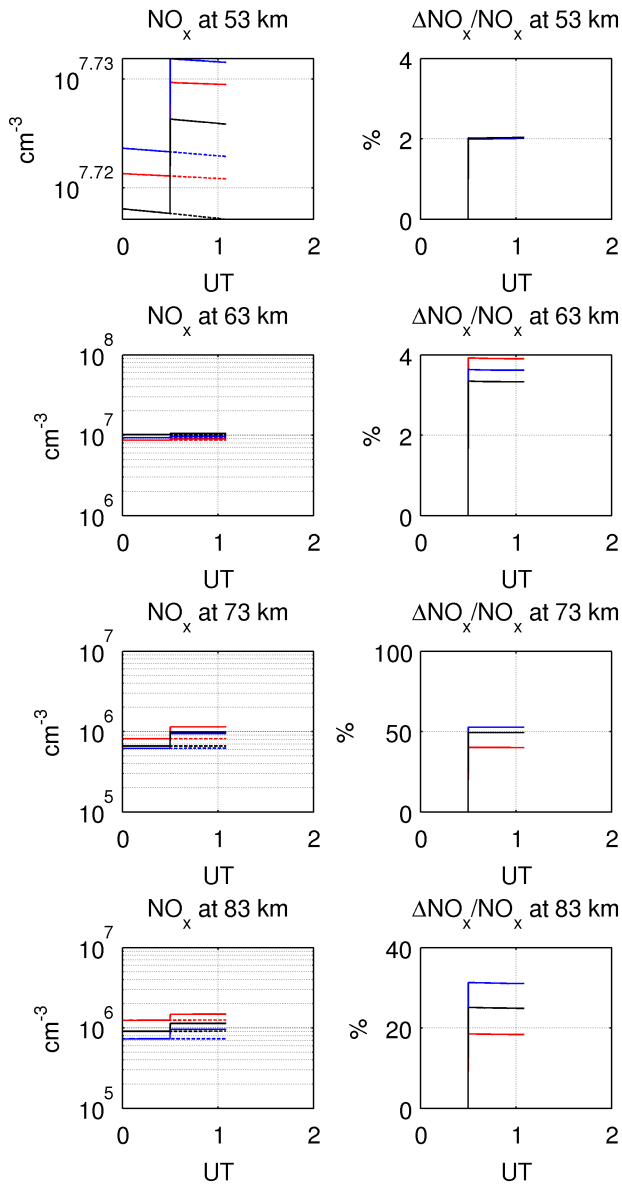 NOx at 53 km
ΔNOx/NOx at 53 km
10^7.73
10^7.72
cm^-3
0 1 2
UT
4
2
0
%
0 1 2
UT
NOx at 63 km
ΔNOx/NOx at 63 km
10^8
10^7
10^6
cm^-3
0 1 2
UT
4
2
0
%
0 1 2
UT
NOx at 73 km
ΔNOx/NOx at 73 km
10^7
10^6
10^5
cm^-3
0 1 2
UT
100
50
0
%
0 1 2
UT
NOx at 83 km
ΔNOx/NOx at 83 km
10^7
10^6
10^5
cm^-3
0 1 2
UT
40
20
0
%
0 1 2
UT